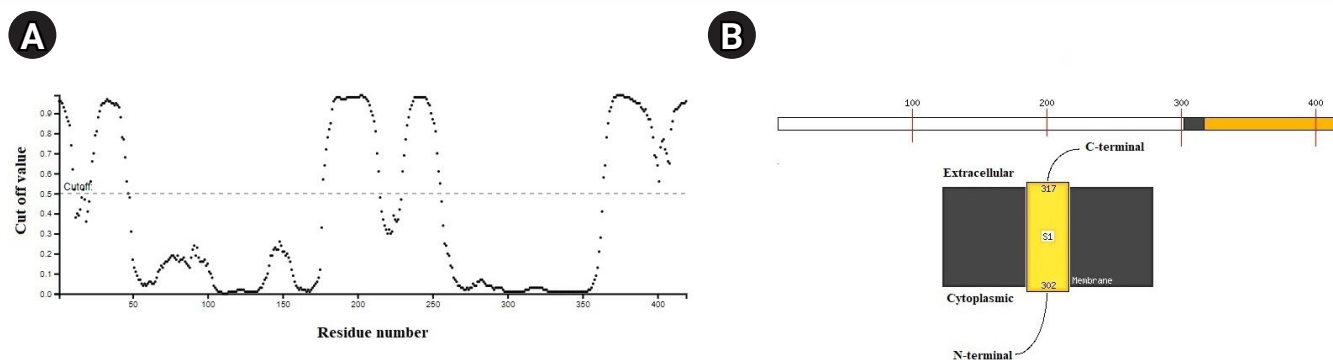 A
Cut off value
0.9
0.8
0.7
0.6
0.5
0.4
0.3
0.2
0.1
0.0
Cutoff:
50
100
150
200
250
300
350
400
Residue number
B
100
200
300
400
C-terminal
Extracellular
317
S1
Membrane
302
Cytoplasmic
N-terminal